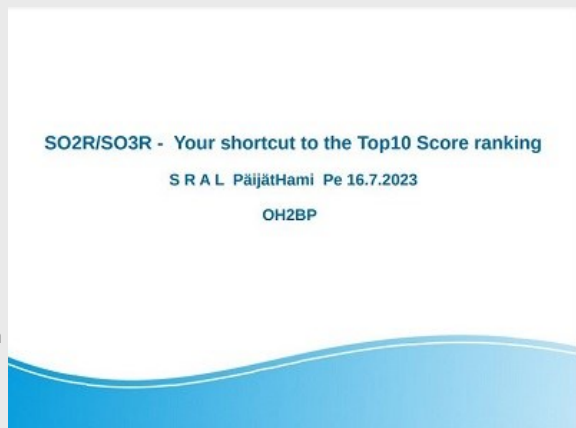 SO2R/SO3R - Your shortcut to the Top10 Score ranking
S R A L PäijätHami Pe 16.7.2023
OH2BP